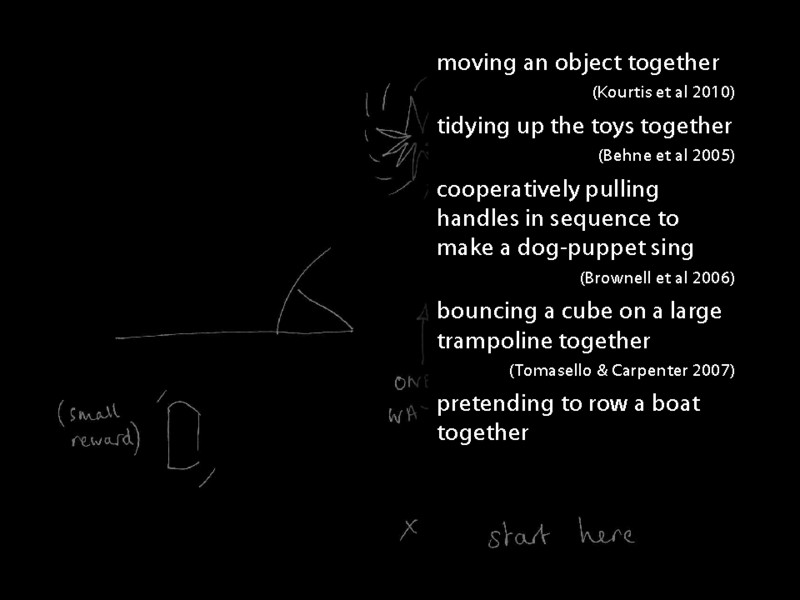 moving an object together
(Kourtis et al 2010)
tidying up the toys together
(Behne et al 2005)
cooperatively pulling
handles in sequence to
make a dog-puppet sing
(Brownell et al 2006)
bouncing a cube on a large
trampoline together
(Tomasello & Carpenter 2007)
pretending to row a boat
together
(small
reward)
ONE
WA
x
start here